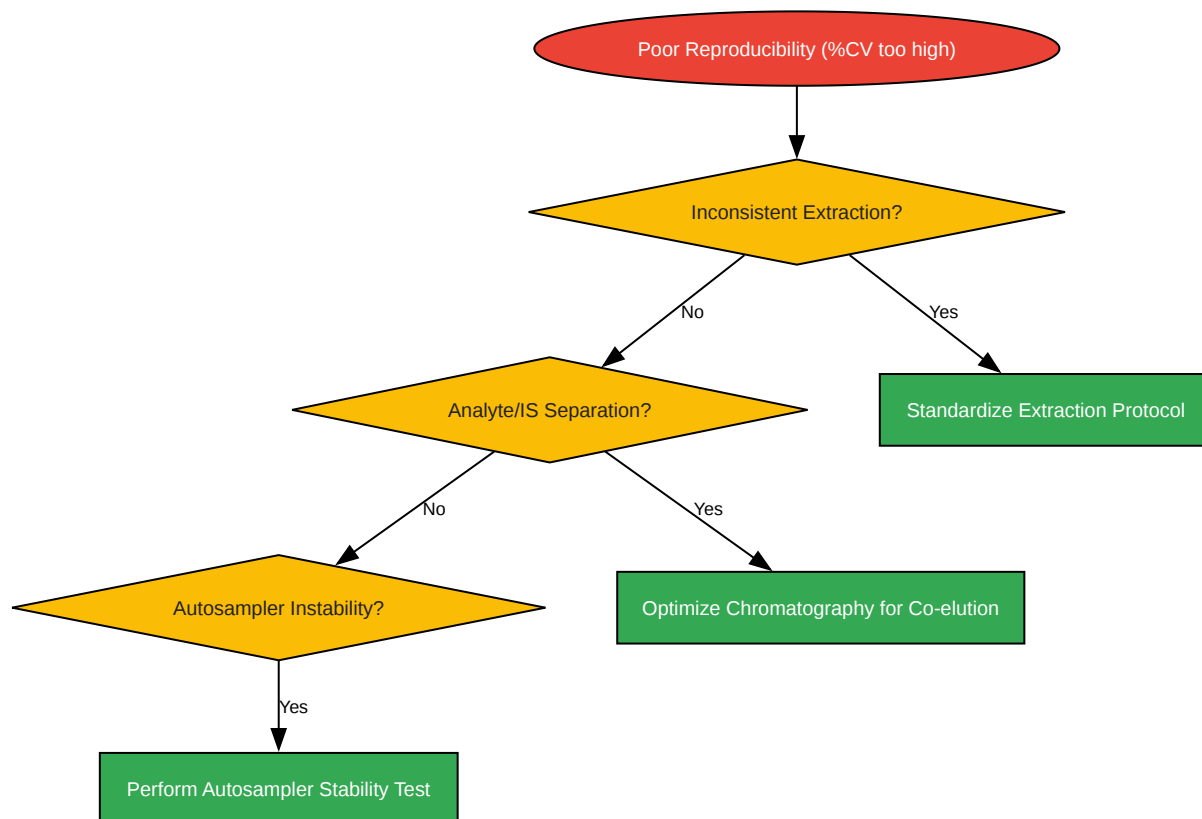 Poor Reproducibility (%CV too high)
Inconsistent Extraction?
No
Yes
Analyte/IS Separation?
Standardize Extraction Protocol
No
Yes
Autosampler Instability?
Optimize Chromatography for Co-elution
Yes
Perform Autosampler Stability Test